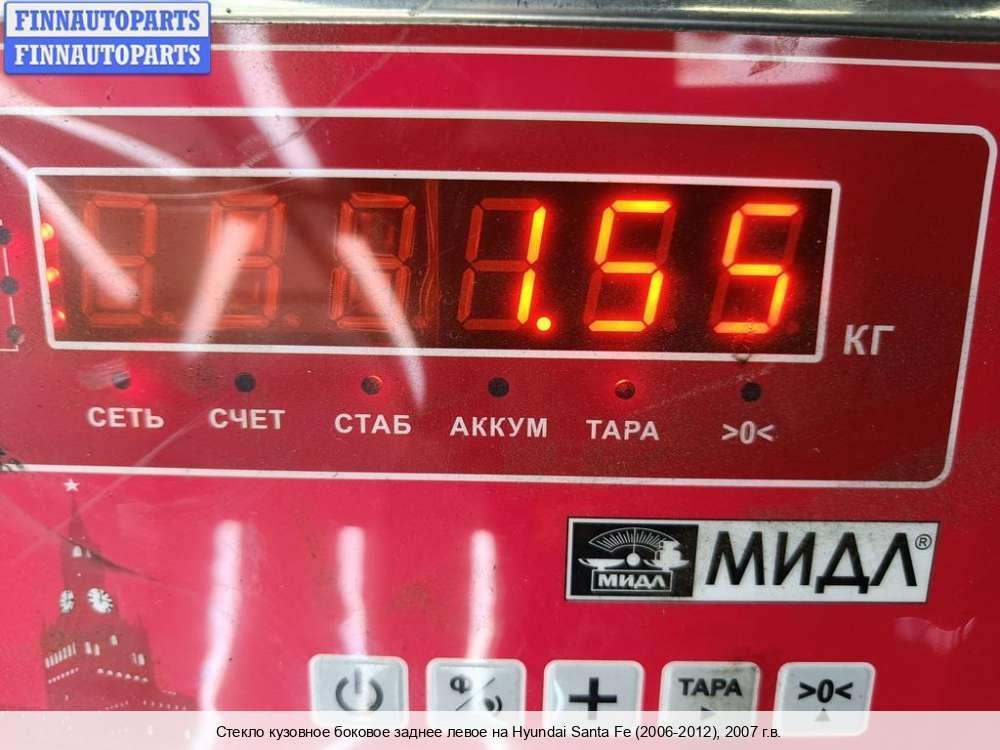 FINNAUTOPARTS
FINNAUTOPARTS
1.55
КГ
СЕТЬ СЧЕТ СТАБ АККУМ ТАРА >0<
МИДЛ МИДЛ®
ТАРА >0<
Стекло кузовное боковое заднее левое на Hyundai Santa Fe (2006-2012), 2007 г.в.